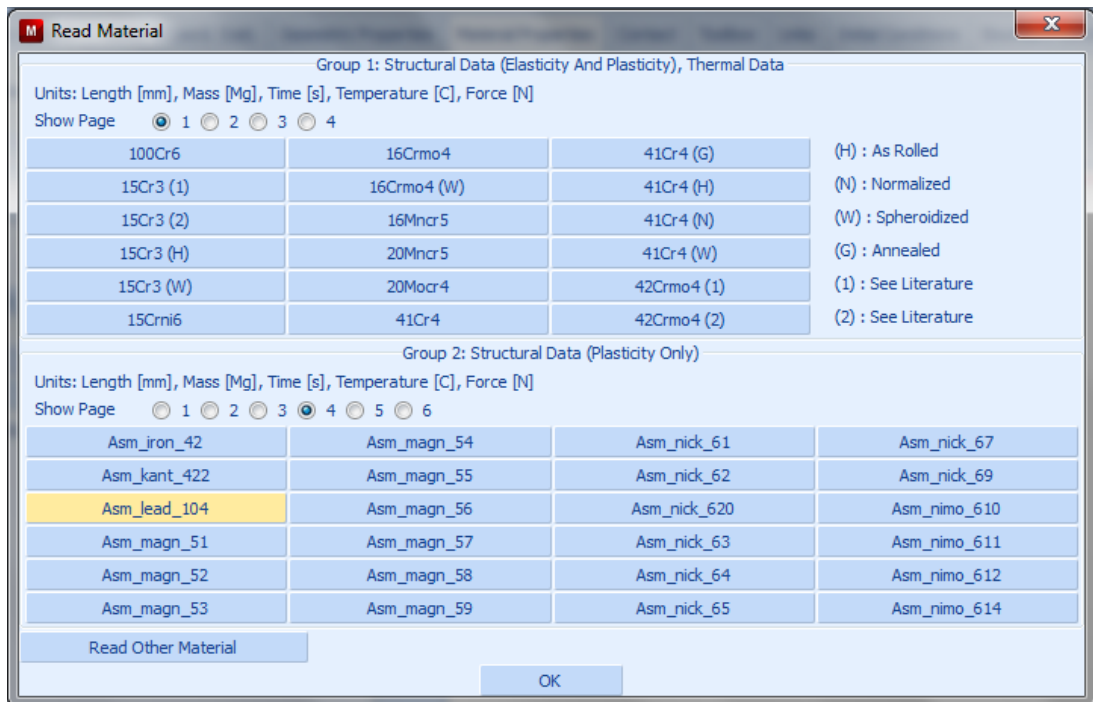 M Read Material X
Group 1: Structural Data (Elasticity And Plasticity), Thermal Data
Units: Length [mm], Mass [Mg], Time [s], Temperature [C], Force [N]
Show Page 1 2 3 4
100Cr6 16Crmo4 41Cr4 (G) (H) : As Rolled
15Cr3 (1) 16Crmo4 (W) 41Cr4 (H) (N) : Normalized
15Cr3 (2) 16Mncr5 41Cr4 (N) (W) : Spheroidized
15Cr3 (H) 20Mncr5 41Cr4 (W) (G) : Annealed
15Cr3 (W) 20Mocr4 42Crmo4 (1) (1) : See Literature
15Crni6 41Cr4 42Crmo4 (2) (2) : See Literature
Group 2: Structural Data (Plasticity Only)
Units: Length [mm], Mass [Mg], Time [s], Temperature [C], Force [N]
Show Page 1 2 3 4 5 6
Asm_iron_42 Asm_magn_54 Asm_nick_61 Asm_nick_67
Asm_kant_422 Asm_magn_55 Asm_nick_62 Asm_nick_69
Asm_lead_104 Asm_magn_56 Asm_nick_620 Asm_nimo_610
Asm_magn_51 Asm_magn_57 Asm_nick_63 Asm_nimo_611
Asm_magn_52 Asm_magn_58 Asm_nick_64 Asm_nimo_612
Asm_magn_53 Asm_magn_59 Asm_nick_65 Asm_nimo_614
Read Other Material
OK